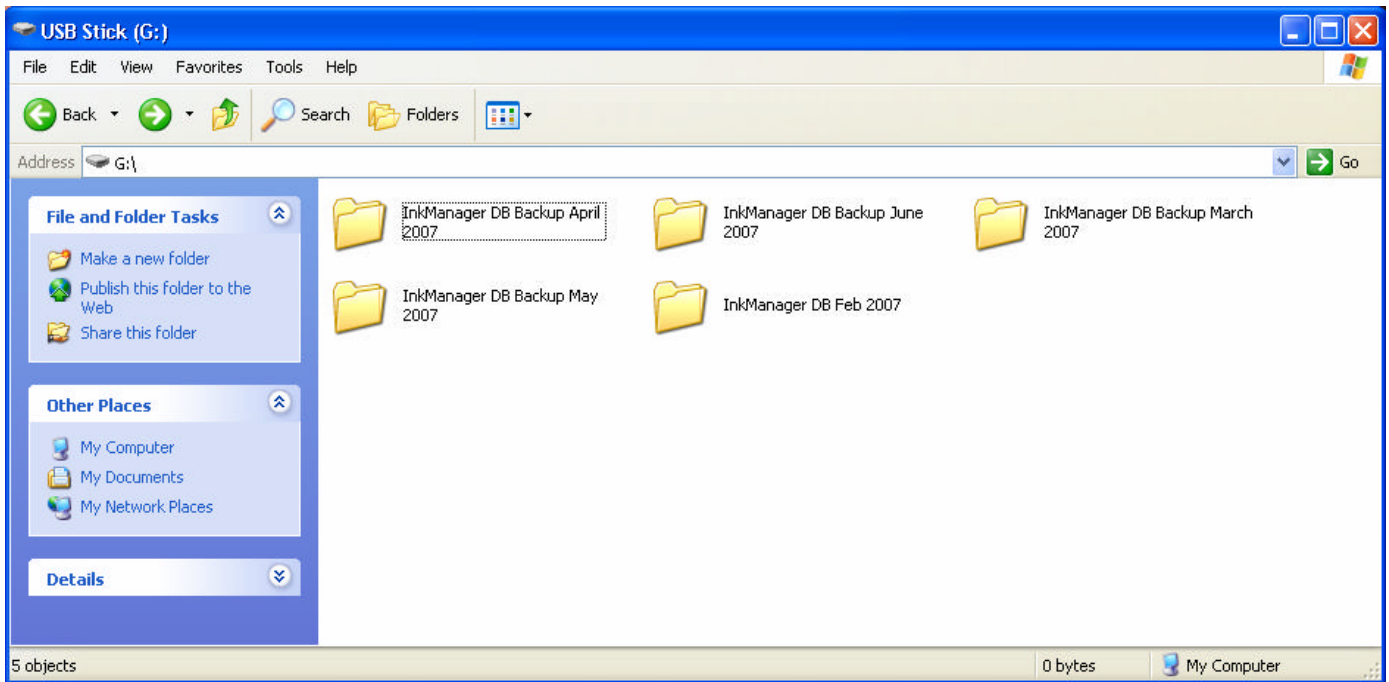 USB Stick (G:)
File Edit View Favorites Tools Help
Back Search Folders
Address G:\ Go
File and Folder Tasks
Make a new folder
Publish this folder to the
Web
Share this folder
Other Places
My Computer
My Documents
My Network Places
Details
InkManager DB Backup April
2007
InkManager DB Backup June
2007
InkManager DB Backup March
2007
InkManager DB Backup May
2007
InkManager DB Feb 2007
5 objects 0 bytes My Computer